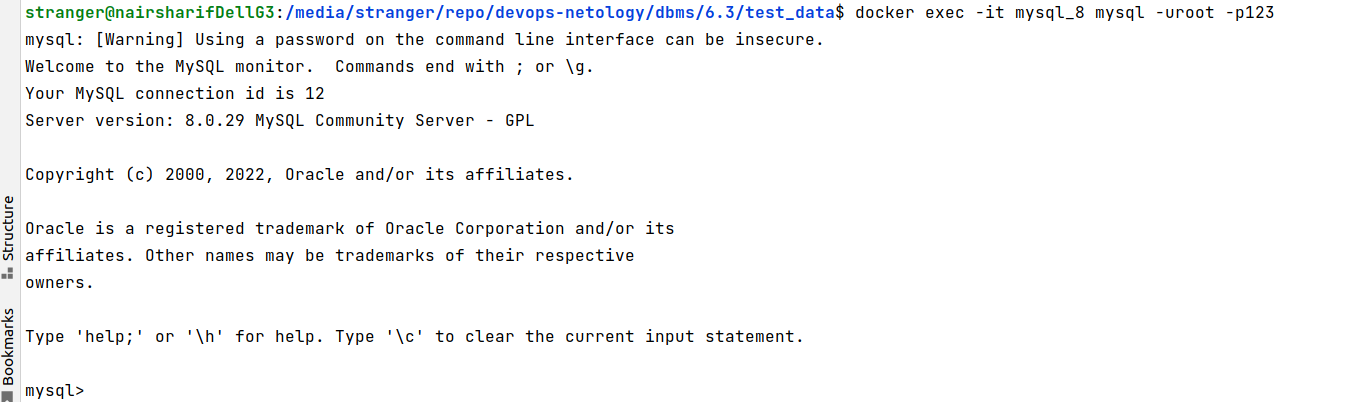 stranger@nairsharifDellG3:/media/stranger/repo/devops-netology/dbms/6.3/test_data$ docker exec -it mysql_8 mysql -uroot -p123
mysql: [Warning] Using a password on the command line interface can be insecure.
Welcome to the MySQL monitor.  Commands end with ; or \g.
Your MySQL connection id is 12
Server version: 8.0.29 MySQL Community Server - GPL

Copyright (c) 2000, 2022, Oracle and/or its affiliates.

Oracle is a registered trademark of Oracle Corporation and/or its
affiliates. Other names may be trademarks of their respective
owners.

Type 'help;' or '\h' for help. Type '\c' to clear the current input statement.

mysql>
Structure
Bookmarks